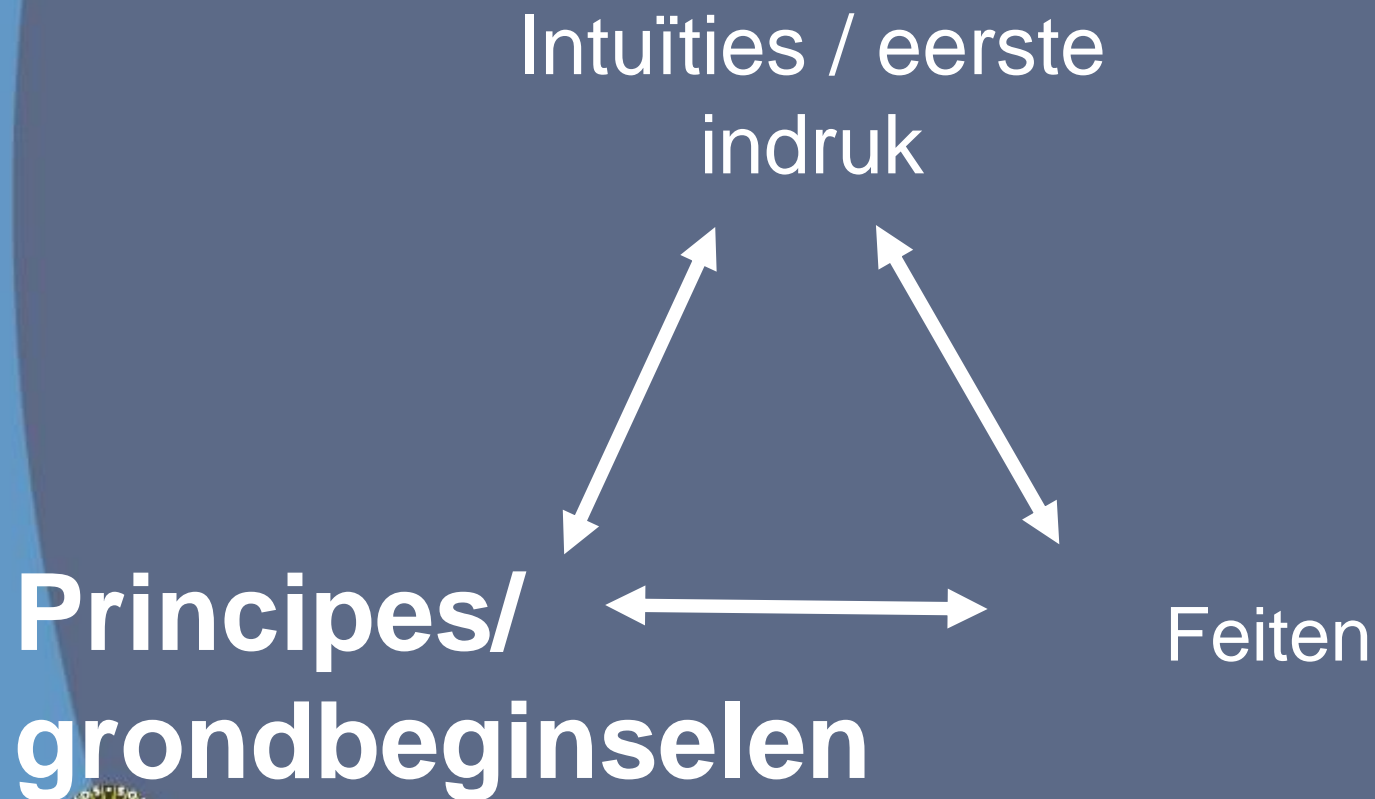 Intuïties / eerste
indruk
Principes/
Feiten
grondbeginselen